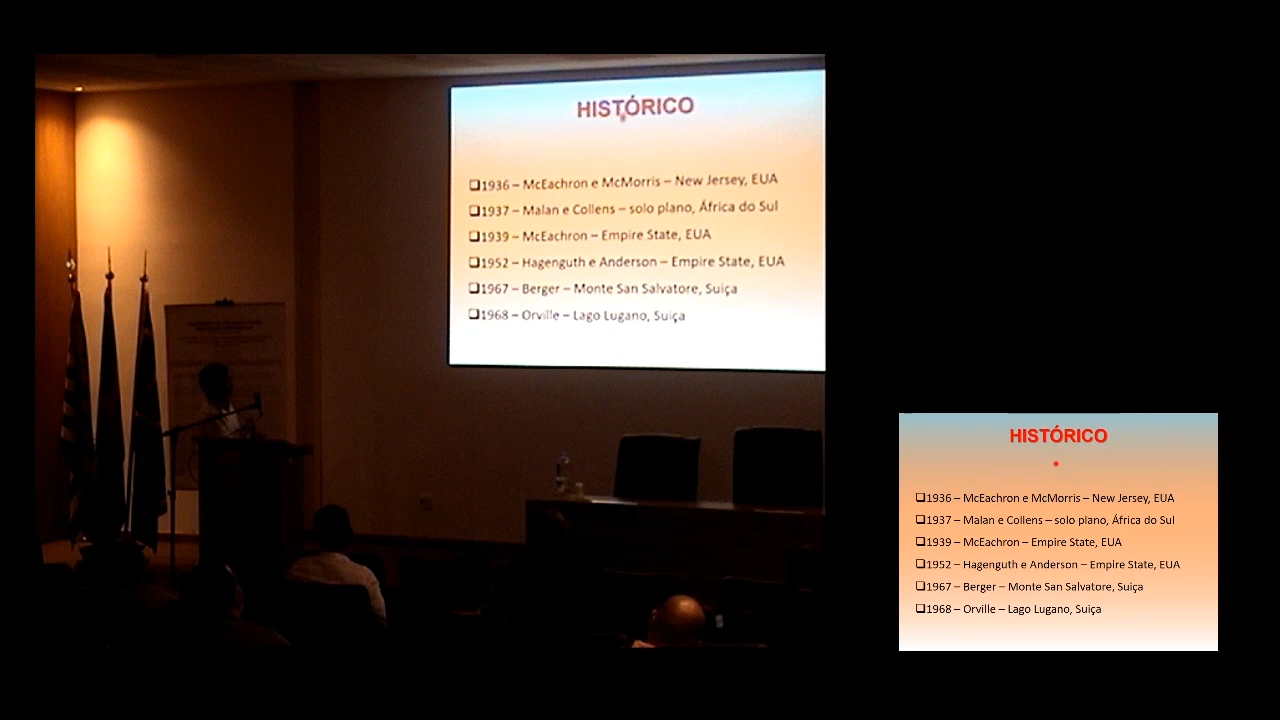 HISTÓRICO
❑1936 – McEachron e McMorris – New Jersey, EUA
❑1937 – Malan e Collens – solo plano, África do Sul
❑1939 – McEachron – Empire State, EUA
❑1952 – Hagenguth e Anderson – Empire State, EUA
❑1967 – Berger – Monte San Salvatore, Suiça
❑1968 – Orville – Lago Lugano, Suiça
HISTÓRICO
❑1936 – McEachron e McMorris – New Jersey, EUA
❑1937 – Malan e Collens – solo plano, África do Sul
❑1939 – McEachron – Empire State, EUA
❑1952 – Hagenguth e Anderson – Empire State, EUA
❑1967 – Berger – Monte San Salvatore, Suiça
❑1968 – Orville – Lago Lugano, Suiça